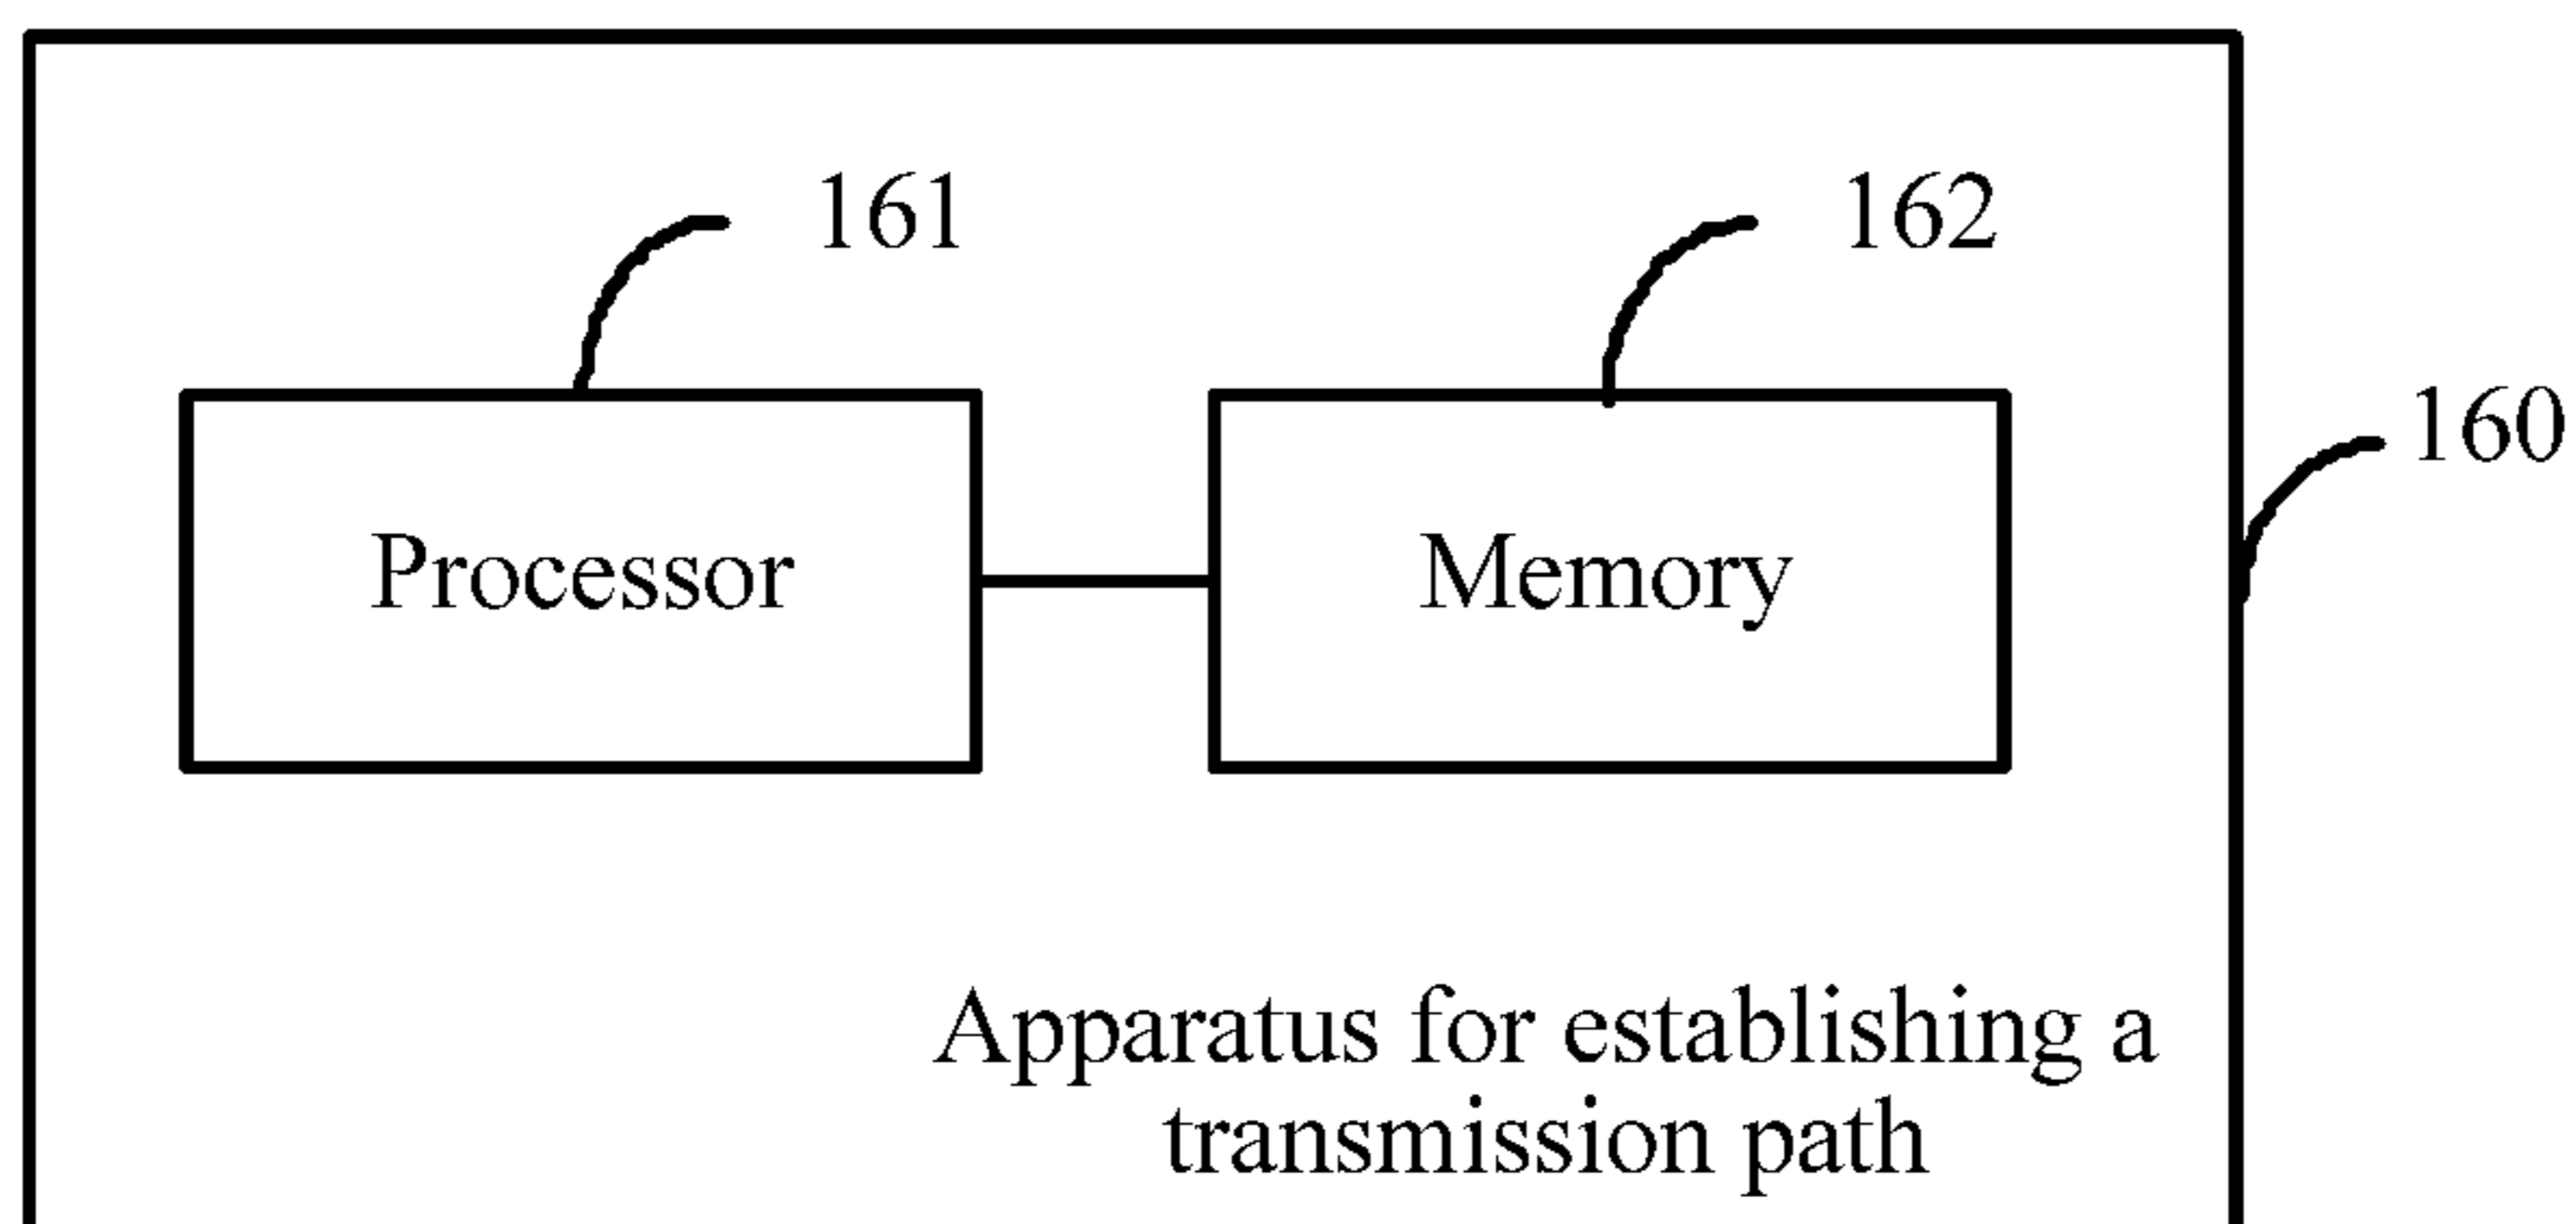 161
162
160
Processor
Memory
Apparatus for establishing a
transmission path